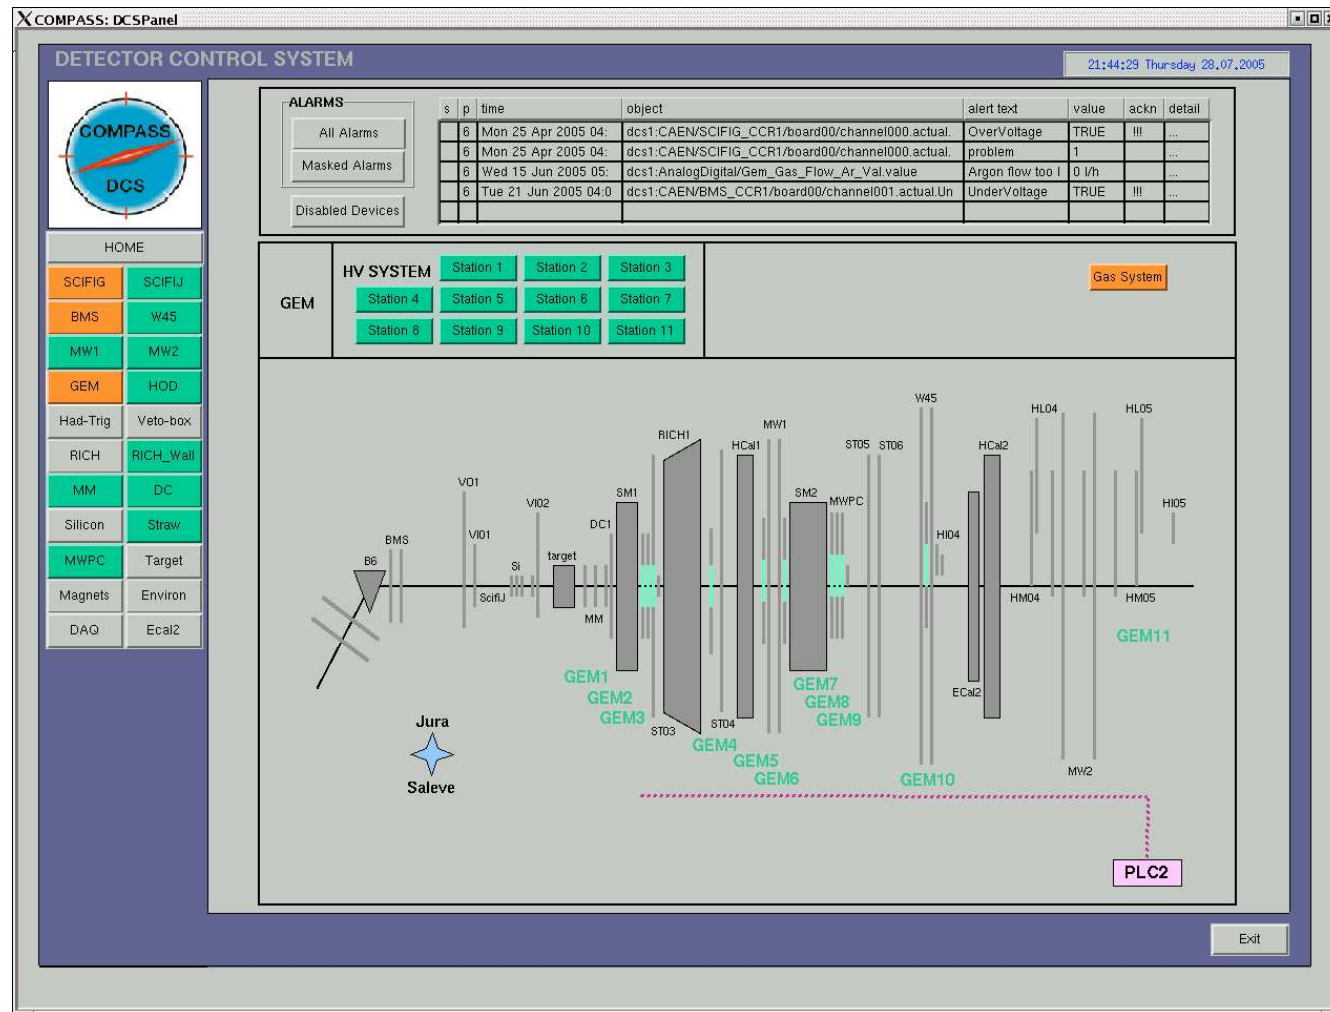 COMPASS: DCSPanel
DETECTOR CONTROL SYSTEM
21:44:29 Thursday 28.07.2005
COMPASS
DCS
ALARMS
All Alarms
Masked Alarms
Disabled Devices
s p time object alert text value ackn detail
6 Mon 25 Apr 2005 04: dcs1:CAEN/SCIFIG_CCR1/board00/channel000.actual. OverVoltage TRUE !!! ...
6 Mon 25 Apr 2005 04: dcs1:CAEN/SCIFIG_CCR1/board00/channel000.actual. problem 1 ...
6 Wed 15 Jun 2005 05: dcs1:AnalogDigital/Gem_Gas_Flow_Ar_Val.value Argon flow too l 0 l/h ...
6 Tue 21 Jun 2005 04:0 dcs1:CAEN/BMS_CCR1/board00/channel001.actual.Un UnderVoltage TRUE !!! ...
HOME
SCIFIG SCIFIJ
BMS W45
MW1 MW2
GEM HOD
Had-Trig Veto-box
RICH RICH_Wall
MM DC
Silicon Straw
MWPC Target
Magnets Environ
DAQ Ecal2
GEM
HV SYSTEM Station 1 Station 2 Station 3
Station 4 Station 5 Station 6 Station 7
Station 8 Station 9 Station 10 Station 11
Gas System
W45
HL04 HL05
MW1
RICH1
HCal1 ST05 ST06 HCal2
VO1
SM1 SM2
VI02 MWPC HI05
DC1
BMS VI01 HI04
B6 Si target
ScifiJ HM04 HM05
MM
GEM11
GEM1 GEM7
GEM2 GEM8 ECal2
GEM3 GEM9
Jura ST03 ST04
GEM4
GEM5
GEM6 GEM10 MW2
Saleve
PLC2
Exit